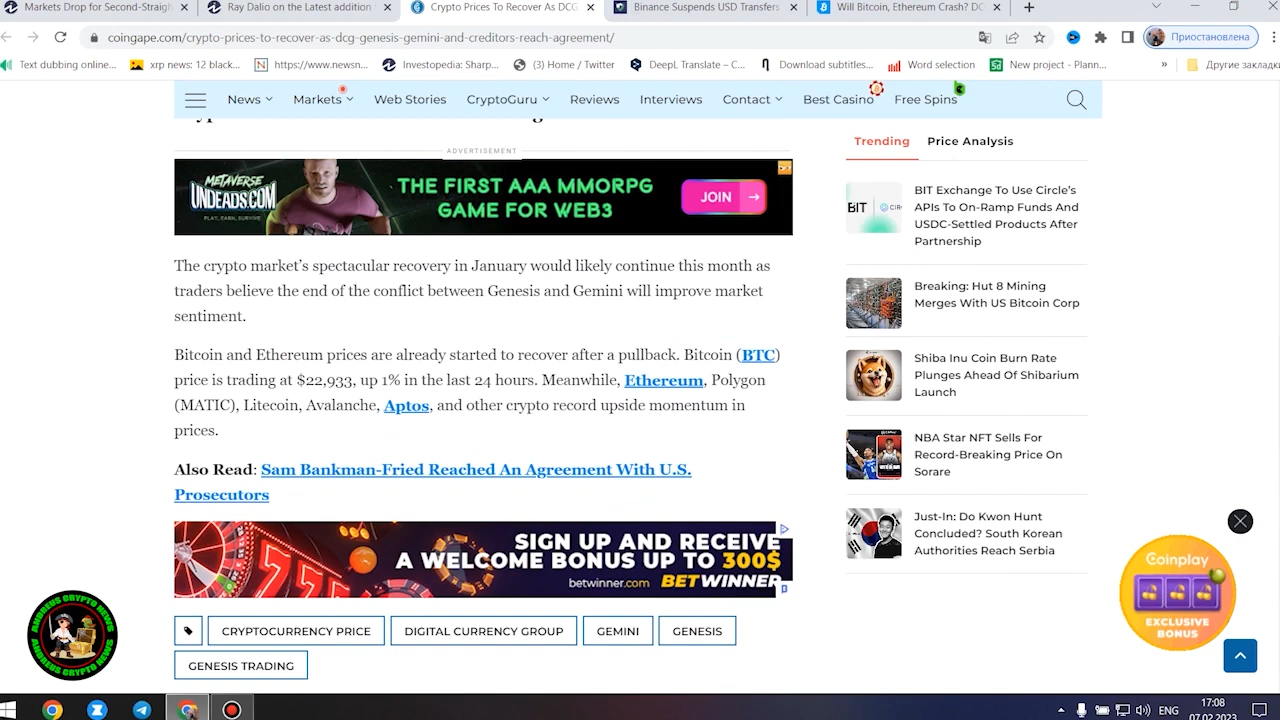 Markets Drop for Second-Straigh
Ray Dalio on the Latest addition
Crypto Prices To Recover As DCG
Binance Suspends USD Transfers
Will Bitcoin, Ethereum Crash? DC
coingape.com/crypto-prices-to-recover-as-dcg-genesis-gemini-and-creditors-reach-agreement/
Приостановлена
Text dubbing online...
xrp news: 12 black...
https://www.newsn...
Investopedia: Sharp...
(3) Home / Twitter
DeepL Translate – C...
Download subtitles...
Word selection
New project - Plann...
»
Другие закладки
News
Markets
Web Stories
CryptoGuru
Reviews
Interviews
Contact
Best Casino
Free Spins
ADVERTISEMENT
METAVERSE
UNDEADS.COM
PLAY, EARN, SURVIVE
THE FIRST AAA MMORPG
GAME FOR WEB3
JOIN
The crypto market's spectacular recovery in January would likely continue this month as
traders believe the end of the conflict between Genesis and Gemini will improve market
sentiment.
Bitcoin and Ethereum prices are already started to recover after a pullback. Bitcoin (BTC)
price is trading at $22,933, up 1% in the last 24 hours. Meanwhile, Ethereum, Polygon
(MATIC), Litecoin, Avalanche, Aptos, and other crypto record upside momentum in
prices.
Also Read: Sam Bankman-Fried Reached An Agreement With U.S.
Prosecutors
SIGN UP AND RECEIVE
A WELCOME BONUS UP TO 300$
betwinner.com BETWINNER
CRYPTOCURRENCY PRICE
DIGITAL CURRENCY GROUP
GEMINI
GENESIS
GENESIS TRADING
Trending
Price Analysis
BIT
CIR
BIT Exchange To Use Circle's
APIs To On-Ramp Funds And
USDC-Settled Products After
Partnership
Breaking: Hut 8 Mining
Merges With US Bitcoin Corp
Shiba Inu Coin Burn Rate
Plunges Ahead Of Shibarium
Launch
NBA Star NFT Sells For
Record-Breaking Price On
Sorare
Just-In: Do Kwon Hunt
Concluded? South Korean
Authorities Reach Serbia
Coinplay
EXCLUSIVE
BONUS
ANDREUS CRYPTO NEWS
ANDREUS CRYPTO NEWS
ENG
17:08
07.02.2023